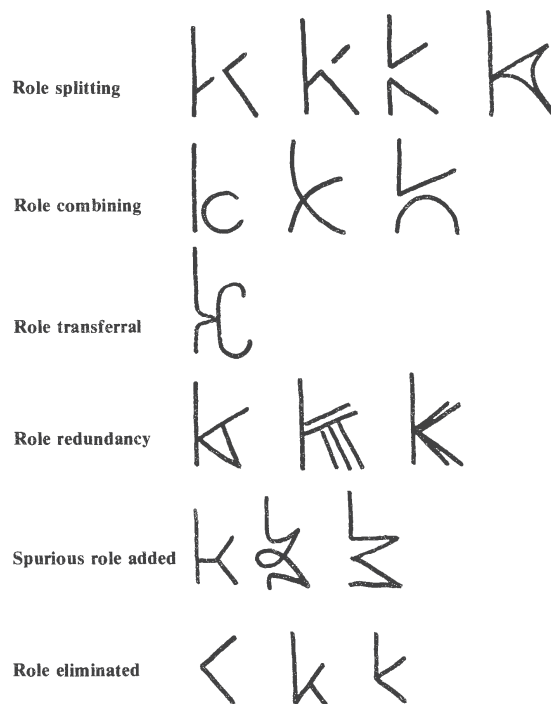 Role splitting
Role combining
Role transferral
Role redundancy
Spurious role added
Role eliminated